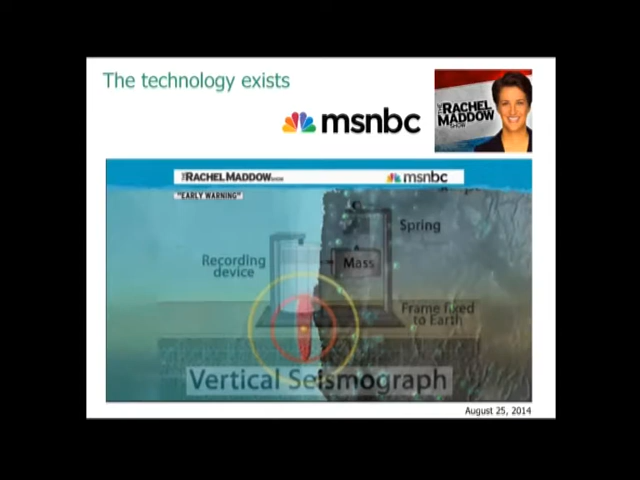 The technology exists
msnbc
THE
RACHEL
MADDOW
SHOW
THE RACHEL MADDOW SHOW
msnbc
"EARLY WARNING"
Spring
Recording
device
Mass
Frame fixed
to Earth
Vertical Seismograph
August 25, 2014